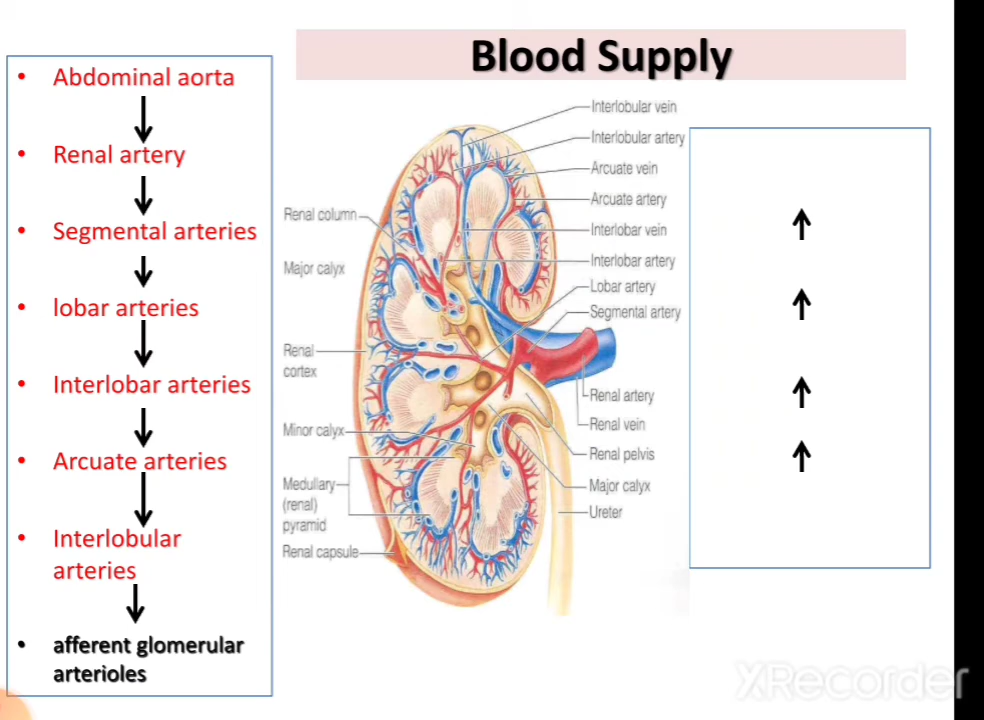 Blood Supply
• Abdominal aorta
• Renal artery
• Segmental arteries
• lobar arteries
• Interlobar arteries
• Arcuate arteries
• Interlobular
arteries
• afferent glomerular
arterioles
Renal column
Major calyx
Renal
cortex
Minor calyx
Medullary
(renal)
pyramid
Renal capsule
Interlobular vein
Interlobular artery
Arcuate vein
Arcuate artery
Interlobar vein
Interlobar artery
Lobar artery
Segmental artery
Renal artery
Renal vein
Renal pelvis
Major calyx
Ureter
XRecorder